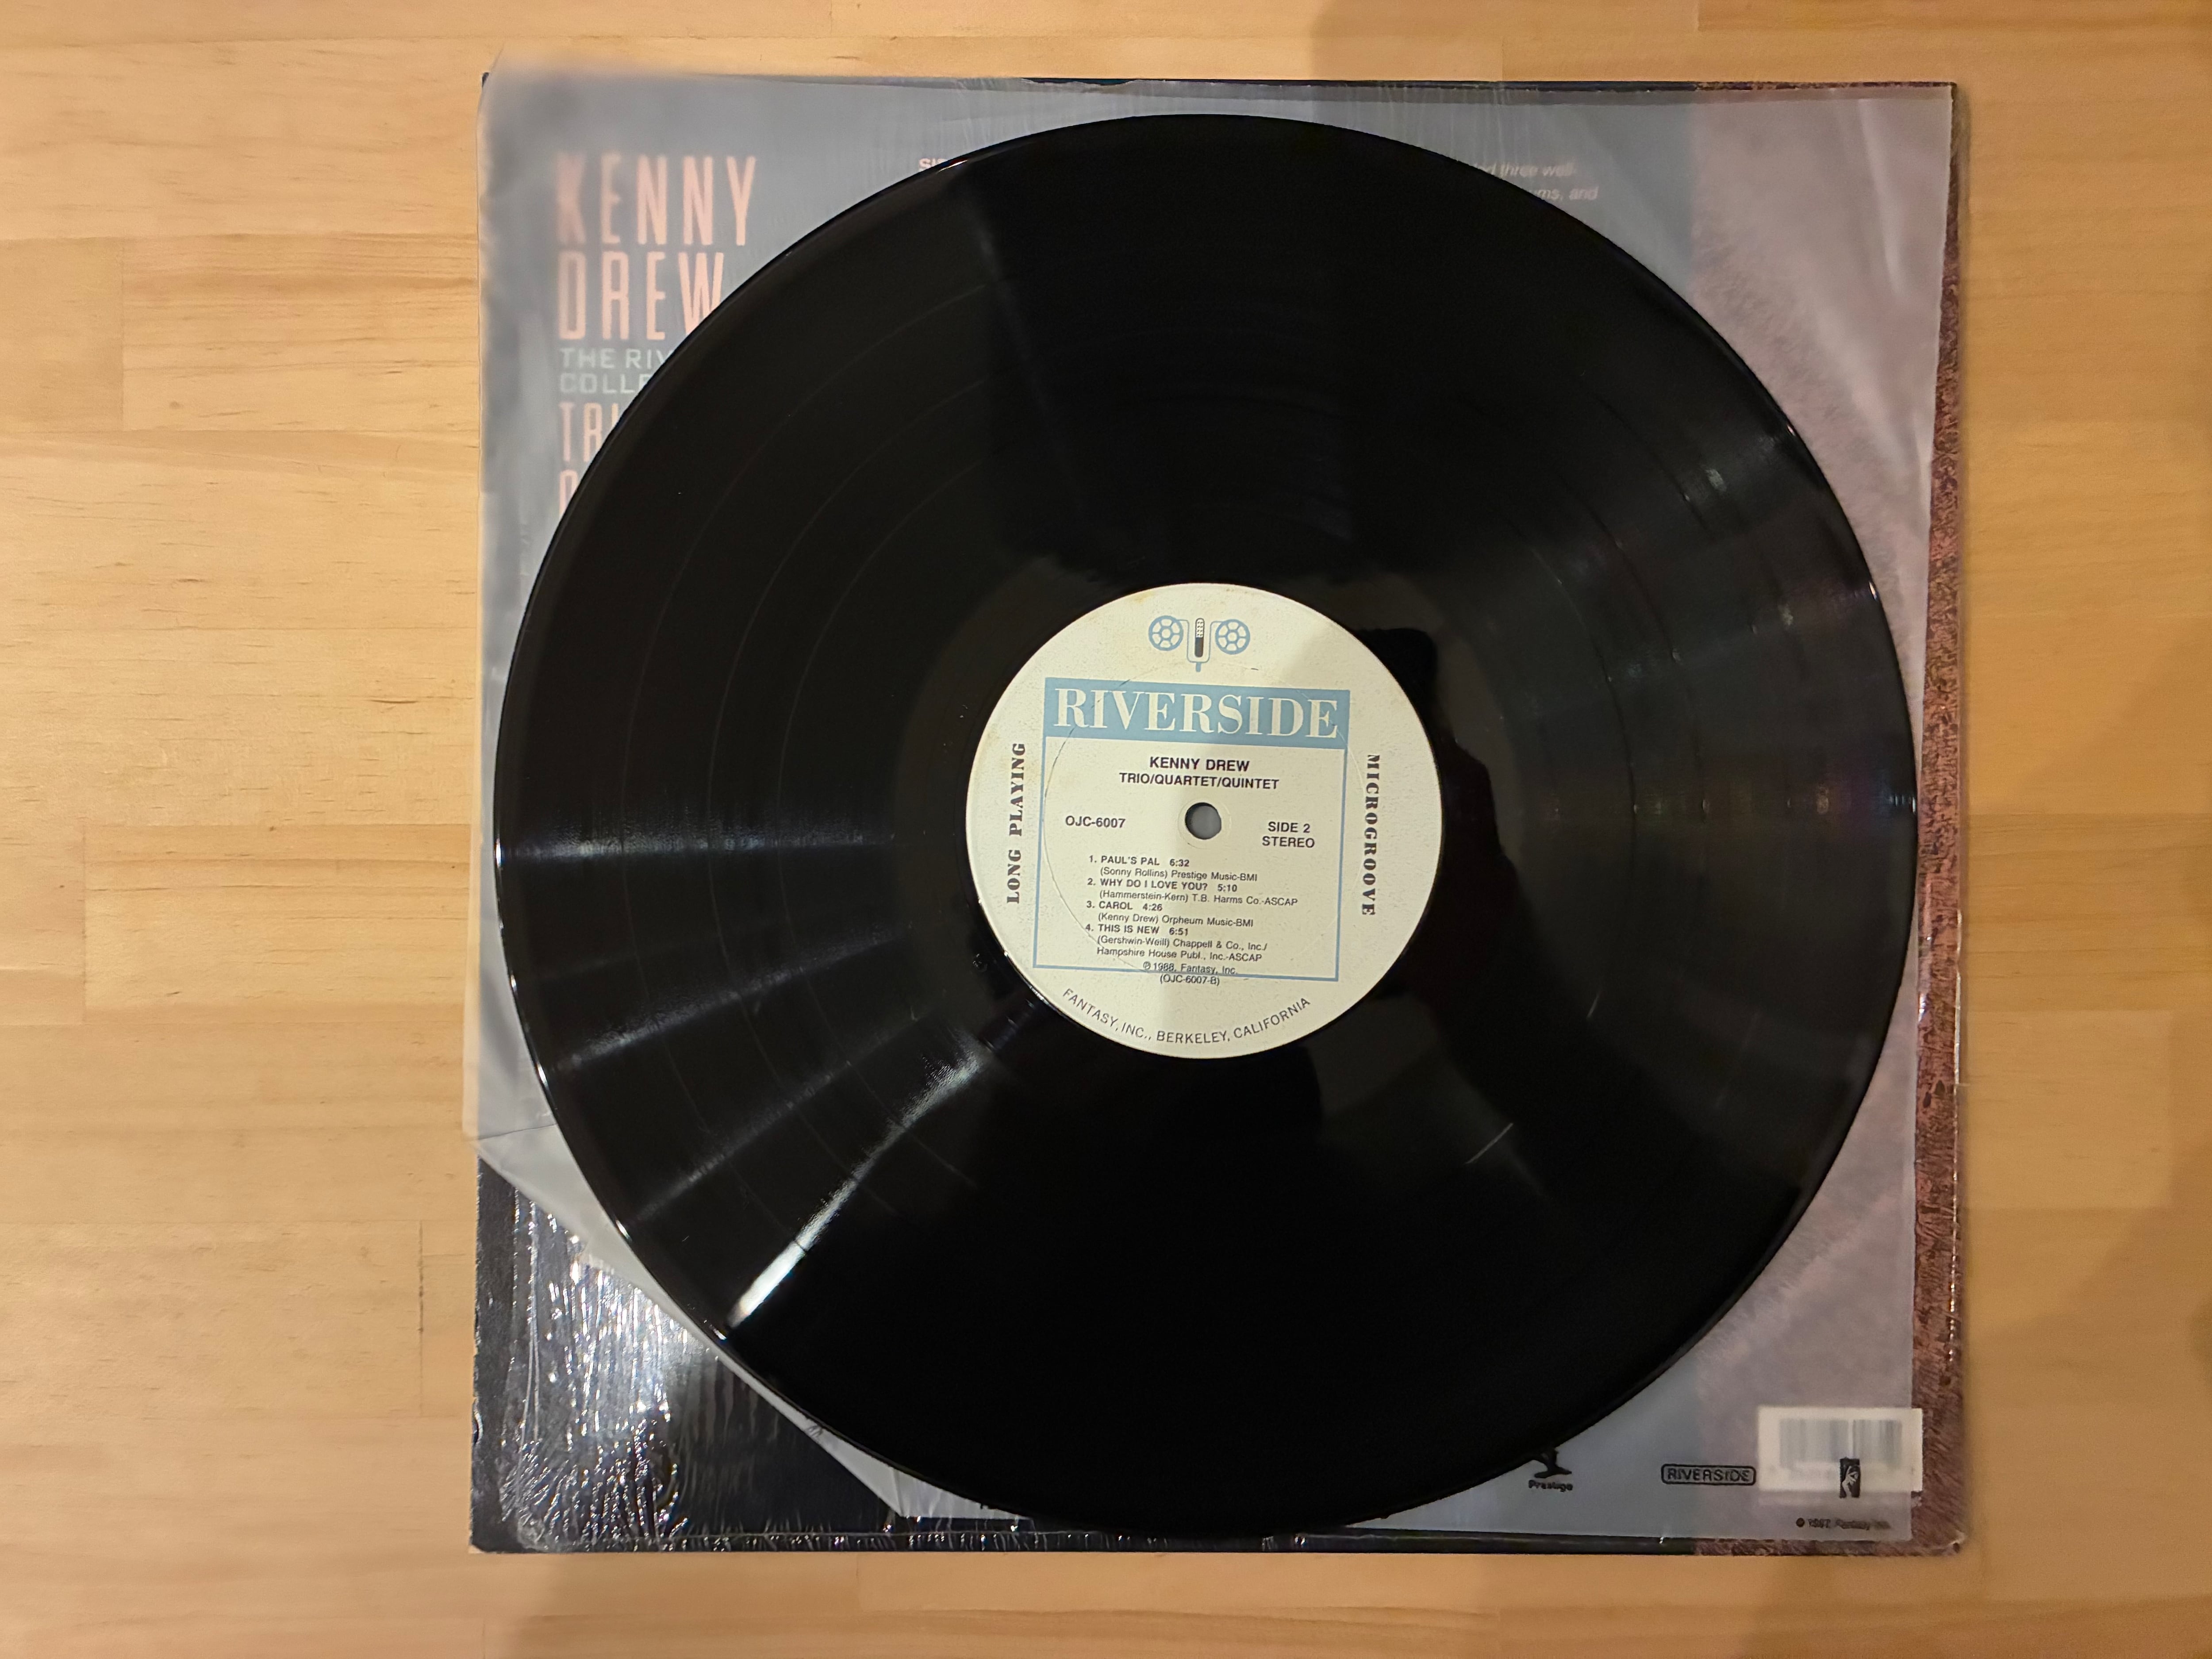 KENNY
DREW
THE
three well-
and
RIVERSIDE
LONG PLAYING
MICROGROOVE
KENNY DREW
TRIO/QUARTET/QUINTET
OJC-6007
SIDE 2
STEREO
1. PAUL'S PAL 6:32
(Sonny Rollins) Prestige Music-BMI
2. WHY DO I LOVE YOU? 5:10
(Hammerstein-Kern) T.B. Harms Co.-ASCAP
3. CAROL 4:26
(Kenny Drew) Orpheum Music-BMI
4. THIS IS NEW 6:51
(Gershwin-Weill) Chappell & Co., Inc./
Hampshire House Publ., Inc.-ASCAP
℗ 1988, Fantasy, Inc.
(OJC-6007-B)
FANTASY, INC., BERKELEY, CALIFORNIA
Prestige
RIVERSIDE